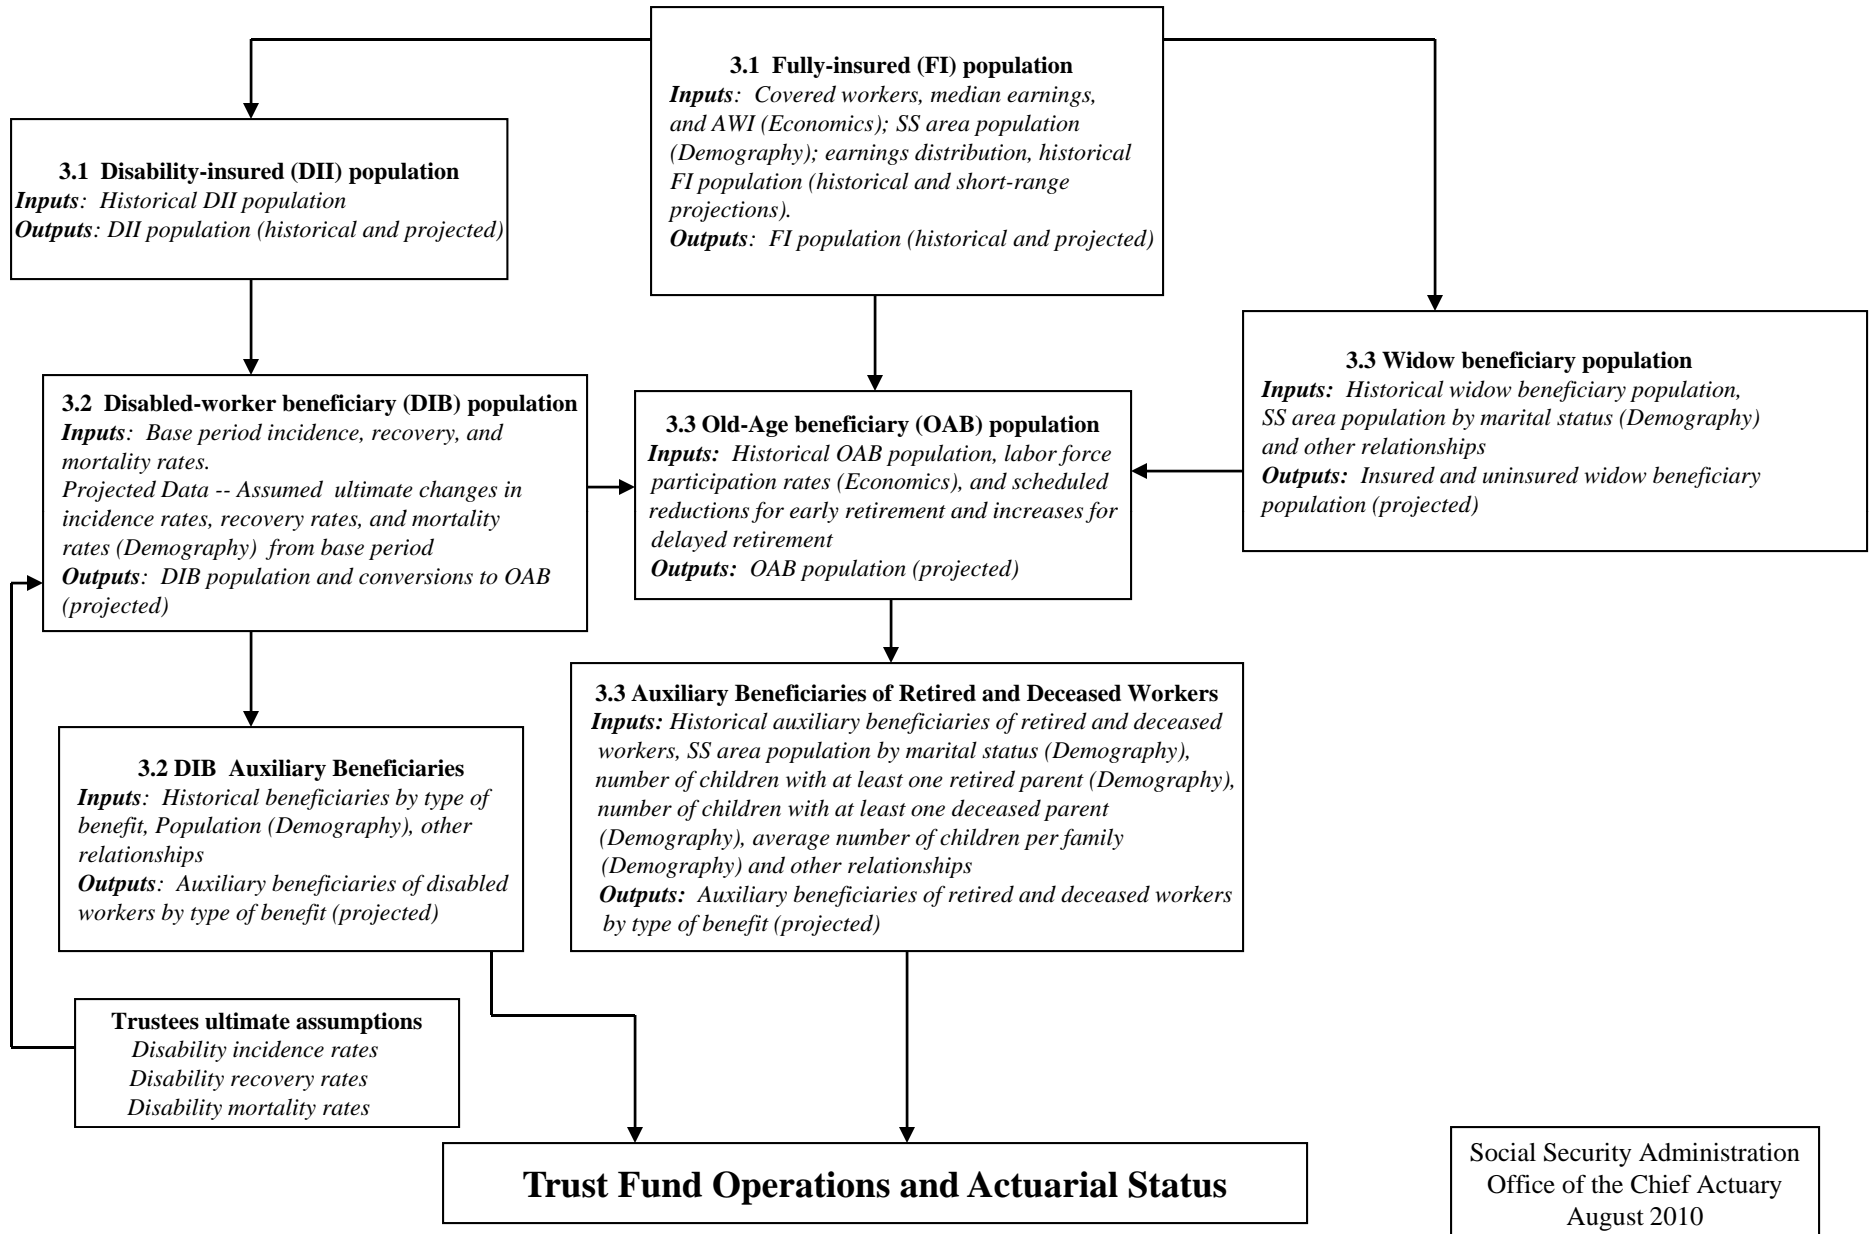 3.1 Fully-insured (FI) population
Inputs: Covered workers, median earnings,
and AWI (Economics); SS area population
(Demography); earnings distribution, historical
FI population (historical and short-range
projections).
Outputs: FI population (historical and projected)
3.1 Disability-insured (DII) population
Inputs: Historical DII population
Outputs: DII population (historical and projected)
3.3 Widow beneficiary population
Inputs: Historical widow beneficiary population,
SS area population by marital status (Demography)
and other relationships
Outputs: Insured and uninsured widow beneficiary
population (projected)
3.2 Disabled-worker beneficiary (DIB) population
Inputs: Base period incidence, recovery, and
mortality rates.
Projected Data -- Assumed ultimate changes in
incidence rates, recovery rates, and mortality
rates (Demography) from base period
Outputs: DIB population and conversions to OAB
(projected)
3.3 Old-Age beneficiary (OAB) population
Inputs: Historical OAB population, labor force
participation rates (Economics), and scheduled
reductions for early retirement and increases for
delayed retirement
Outputs: OAB population (projected)
3.2 DIB Auxiliary Beneficiaries
Inputs: Historical beneficiaries by type of
benefit, Population (Demography), other
relationships
Outputs: Auxiliary beneficiaries of disabled
workers by type of benefit (projected)
3.3 Auxiliary Beneficiaries of Retired and Deceased Workers
Inputs: Historical auxiliary beneficiaries of retired and deceased
workers, SS area population by marital status (Demography),
number of children with at least one retired parent (Demography),
number of children with at least one deceased parent
(Demography), average number of children per family
(Demography) and other relationships
Outputs: Auxiliary beneficiaries of retired and deceased workers
by type of benefit (projected)
Trustees ultimate assumptions
Disability incidence rates
Disability recovery rates
Disability mortality rates
Trust Fund Operations and Actuarial Status
Social Security Administration
Office of the Chief Actuary
August 2010